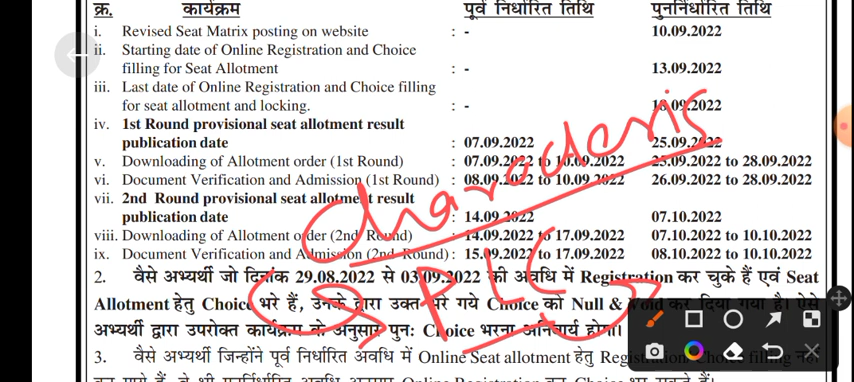 क्र. कार्यक्रम पूर्व निर्धारित तिथि पुनर्निर्धारित तिथि
i. Revised Seat Matrix posting on website : - 10.09.2022
ii. Starting date of Online Registration and Choice
filling for Seat Allotment : - 13.09.2022
iii. Last date of Online Registration and Choice filling
for seat allotment and locking. : - 18.09.2022
iv. 1st Round provisional seat allotment result
publication date : 07.09.2022 25.09.2022
v. Downloading of Allotment order (1st Round) : 07.09.2022 to 10.09.2022 25.09.2022 to 28.09.2022
vi. Document Verification and Admission (1st Round) : 08.09.2022 to 10.09.2022 26.09.2022 to 28.09.2022
vii. 2nd Round provisional seat allotment result
publication date : 14.09.2022 07.10.2022
viii. Downloading of Allotment order (2nd Round) : 14.09.2022 to 17.09.2022 07.10.2022 to 10.10.2022
ix. Document Verification and Admission (2nd Round) : 15.09.2022 to 17.09.2022 08.10.2022 to 10.10.2022
2. वैसे अभ्यर्थी जो दिनांक 29.08.2022 से 03.09.2022 की अवधि में Registration कर चुके हैं एवं Seat
Allotment हेतु Choice भरे हैं, उनके द्वारा उक्त भरे गये Choice को Null & Void कर दिया गया है। ऐसे
अभ्यर्थी द्वारा उपरोक्त कार्यक्रम के अनुसार पुन: Choice भरना अनिवार्य होगा।
3. वैसे अभ्यर्थी जिन्होंने पूर्व निर्धारित अवधि में Online Seat allotment हेतु